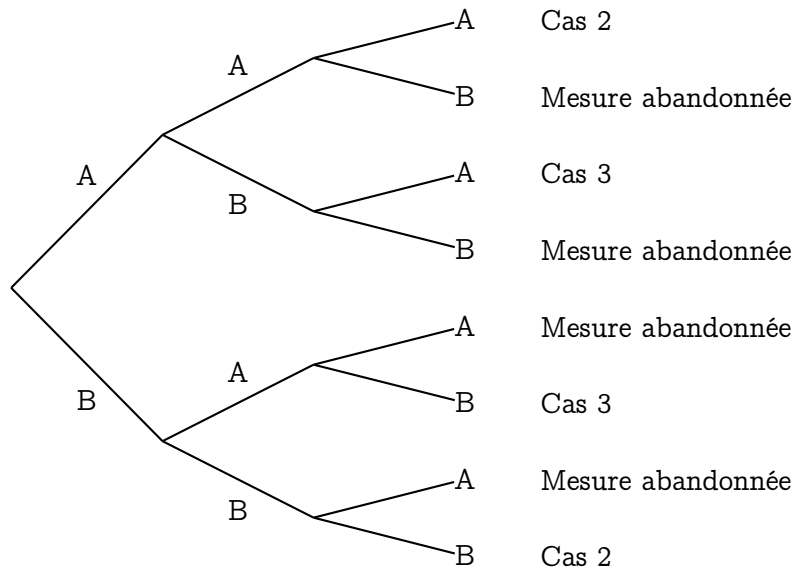 A Cas 2
A
B Mesure abandonnée
A
A Cas 3
B
B Mesure abandonnée
A Mesure abandonnée
A
B
B Cas 3
A Mesure abandonnée
B
B Cas 2